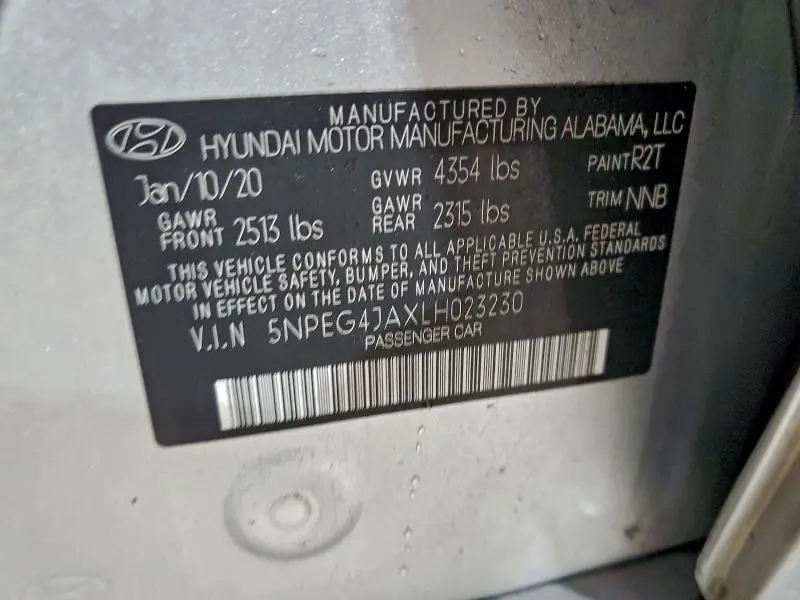 MANUFACTURED BY
HYUNDAI MOTOR MANUFACTURING ALABAMA, LLC
Jan/10/20 GVWR 4354 lbs PAINT R2T
GAWR FRONT 2513 lbs GAWR REAR 2315 lbs TRIM NNB
THIS VEHICLE CONFORMS TO ALL APPLICABLE U.S.A. FEDERAL
MOTOR VEHICLE SAFETY, BUMPER, AND THEFT PREVENTION STANDARDS
IN EFFECT ON THE DATE OF MANUFACTURE SHOWN ABOVE
V.I.N 5NPEG4JAXLH023230
PASSENGER CAR